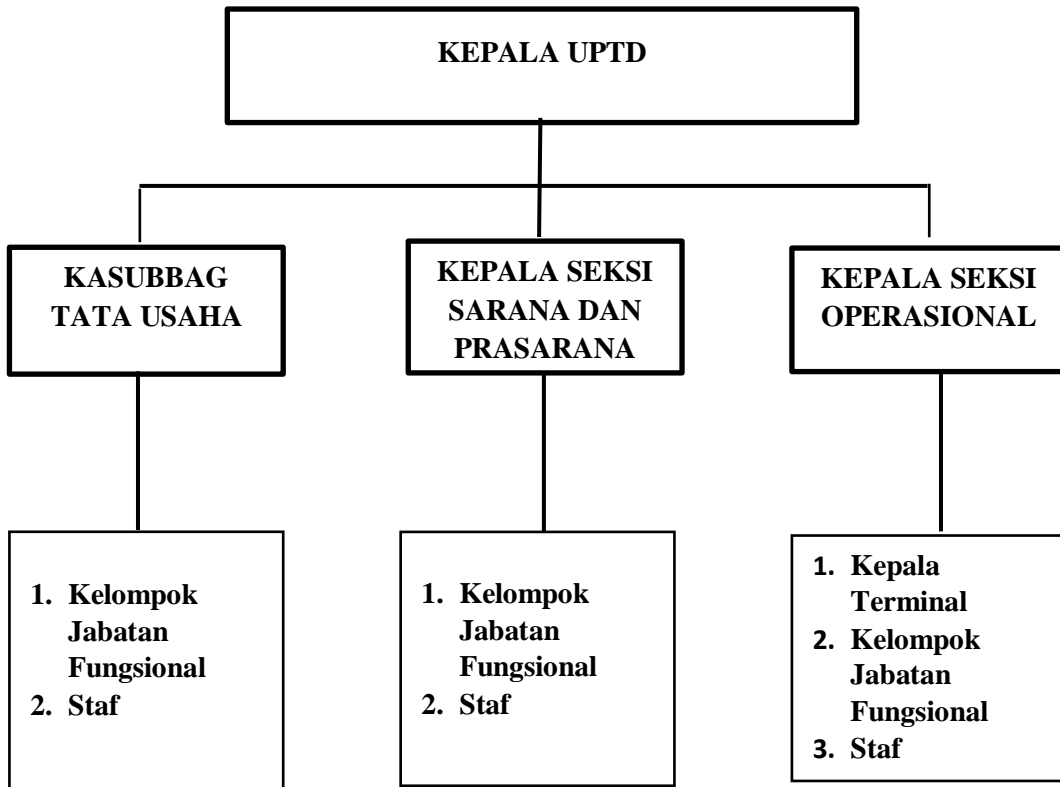 KEPALA UPTD
KASUBBAG
TATA USAHA
KEPALA SEKSI
SARANA DAN
PRASARANA
KEPALA SEKSI
OPERASIONAL
1. Kelompok
Jabatan
Fungsional
2. Staf
1. Kelompok
Jabatan
Fungsional
2. Staf
1. Kepala
Terminal
2. Kelompok
Jabatan
Fungsional
3. Staf